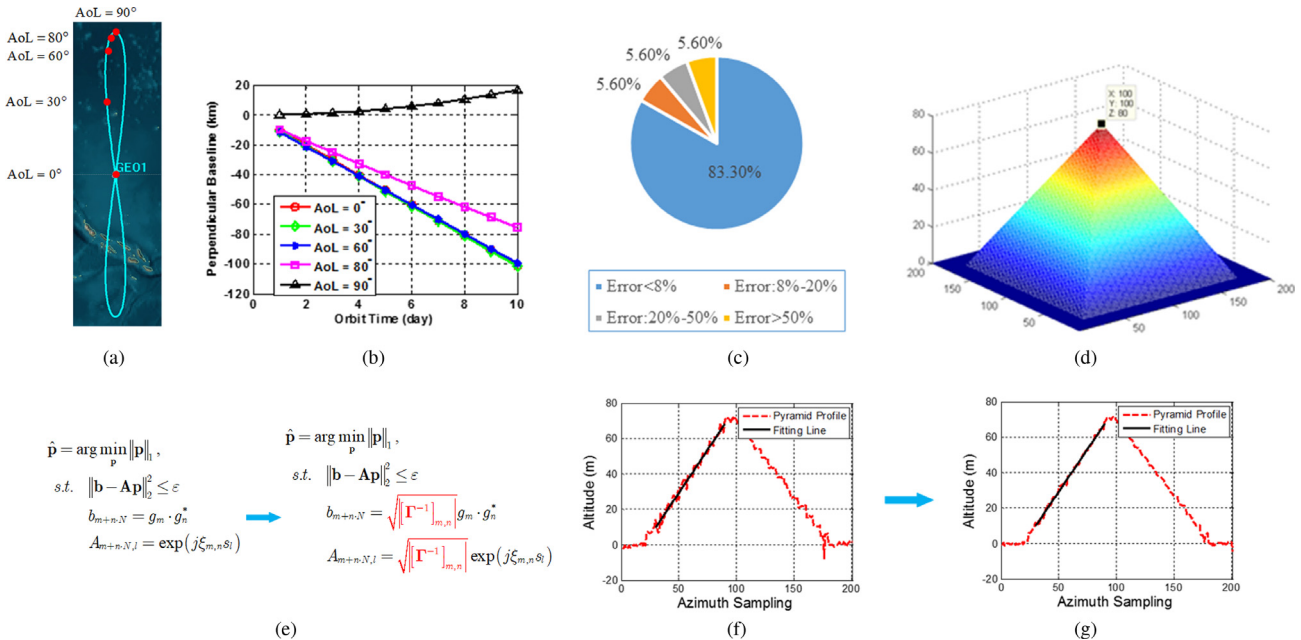 AoL = 90°
AoL = 80°
AoL = 60°
AoL = 30°
AoL = 0°
GEO1
(a)
Perpendicular Baseline (km)
20
0
-20
-40
-60
-80
-100
-120
AoL = 0°
AoL = 30°
AoL = 60°
AoL = 80°
AoL = 90°
0 2 4 6 8 10
Orbit Time (day)
(b)
5.60%
5.60%
5.60%
83.30%
Error<8% Error:8%-20%
Error:20%-50% Error>50%
(c)
X: 100
Y: 100
Z: 80
80
60
40
20
0
200
150
100
50
50
100
150
200
(d)
p̂ = arg min_p ‖p‖₁,
s.t. ‖b − Ap‖₂² ≤ ε
b_{m+n·N} = g_m · g_n^*
A_{m+n·N,l} = exp(jξ_{m,n}s_l)
p̂ = arg min_p ‖p‖₁,
s.t. ‖b − Ap‖₂² ≤ ε
b_{m+n·N} = √|[Γ⁻¹]_{m,n}| g_m · g_n^*
A_{m+n·N,l} = √|[Γ⁻¹]_{m,n}| exp(jξ_{m,n}s_l)
(e)
Altitude (m)
80
60
40
20
0
-20
Pyramid Profile
Fitting Line
0 50 100 150 200
Azimuth Sampling
(f)
Altitude (m)
80
60
40
20
0
-20
Pyramid Profile
Fitting Line
0 50 100 150 200
Azimuth Sampling
(g)